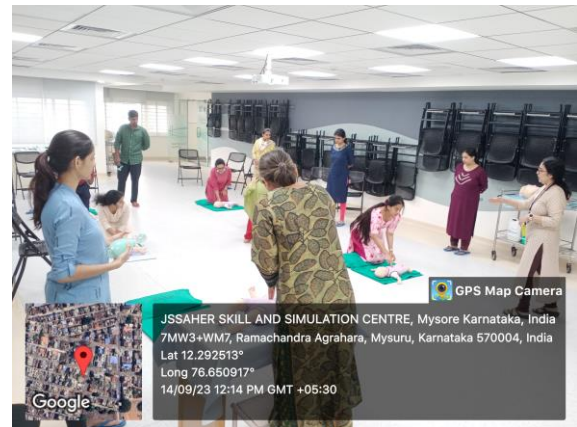 GPS Map Camera
JSSAHER SKILL AND SIMULATION CENTRE, Mysore Karnataka, India
7MW3+WM7, Ramachandra Agrahara, Mysuru, Karnataka 570004, India
Lat 12.292513°
Long 76.650917°
14/09/23 12:14 PM GMT +05:30
Google